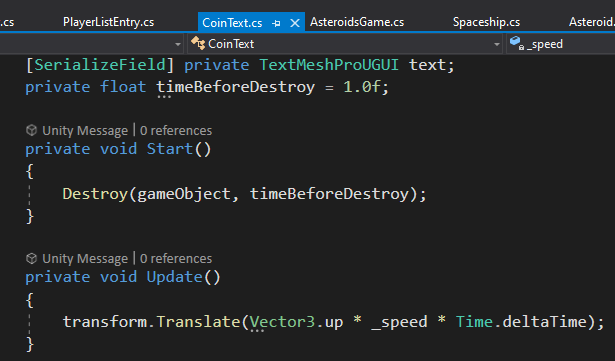 .cs PlayerListEntry.cs CoinText.cs AsteroidsGame.cs Spaceship.cs Asteroid.
CoinText _speed
[SerializeField] private TextMeshProUGUI text;
private float timeBeforeDestroy = 1.0f;
Unity Message | 0 references
private void Start()
{
Destroy(gameObject, timeBeforeDestroy);
}
Unity Message | 0 references
private void Update()
{
transform.Translate(Vector3.up * _speed * Time.deltaTime);
}